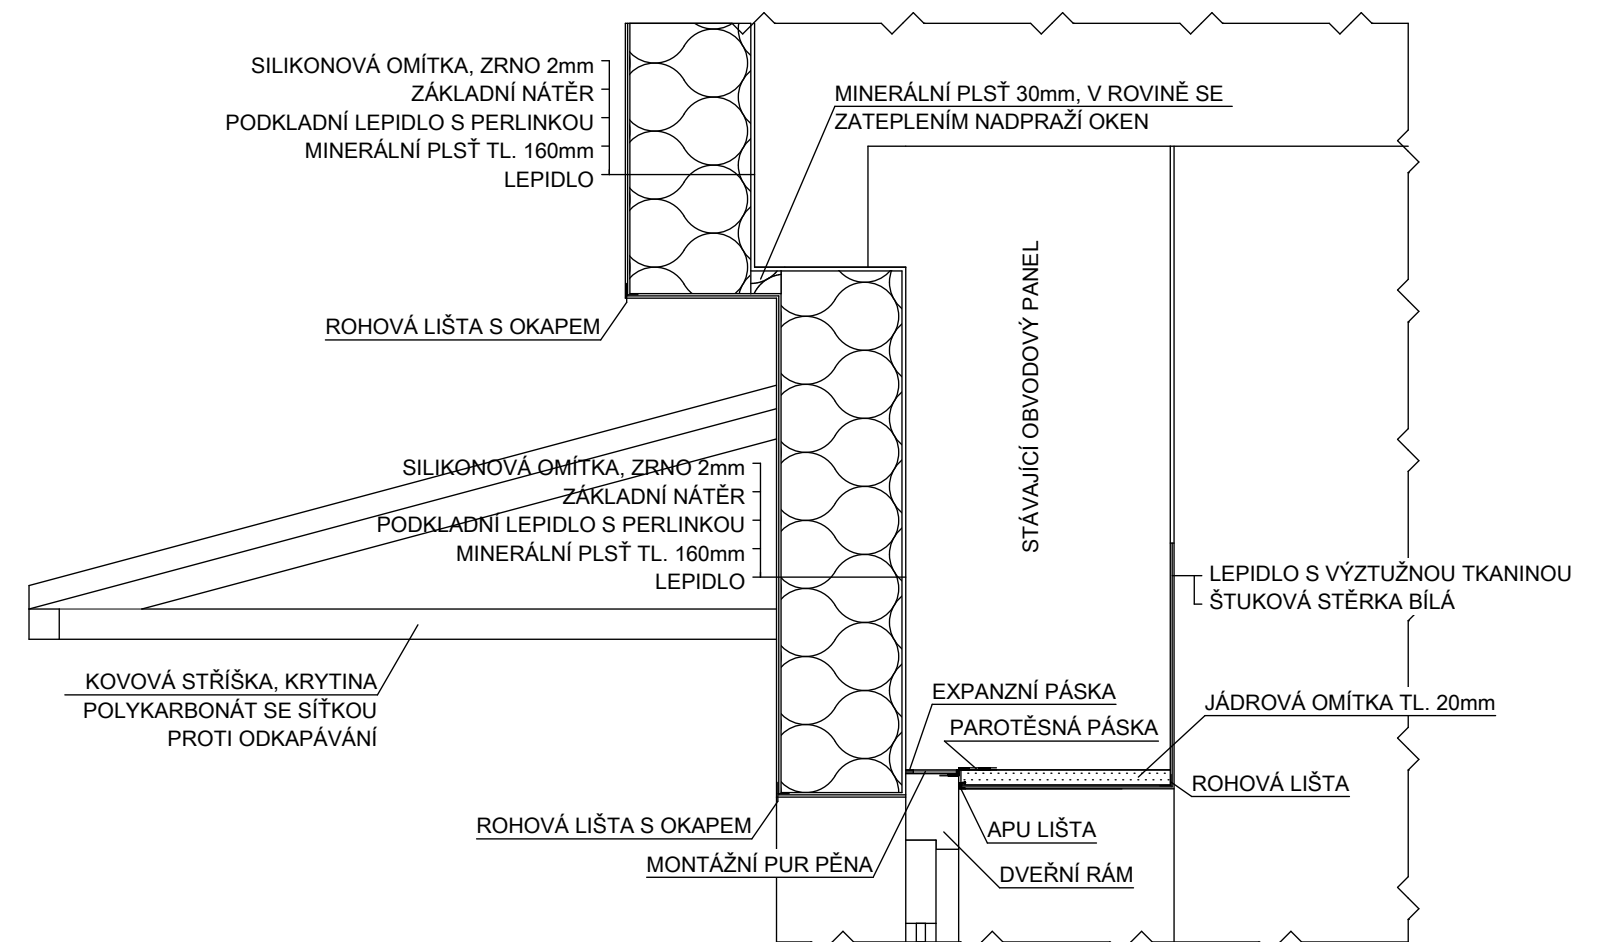 SILIKONOVÁ OMÍTKA, ZRNO 2mm
ZÁKLADNÍ NÁTĚR
PODKLADNÍ LEPIDLO S PERLINKOU
MINERÁLNÍ PLSŤ TL. 160mm
LEPIDLO
MINERÁLNÍ PLSŤ 30mm, V ROVINĚ SE
ZATEPLENÍM NADPRAŽÍ OKEN
ROHOVÁ LIŠTA S OKAPEM
STÁVAJÍCÍ OBVODOVÝ PANEL
SILIKONOVÁ OMÍTKA, ZRNO 2mm
ZÁKLADNÍ NÁTĚR
PODKLADNÍ LEPIDLO S PERLINKOU
MINERÁLNÍ PLSŤ TL. 160mm
LEPIDLO
LEPIDLO S VÝZTUŽNOU TKANINOU
ŠTUKOVÁ STĚRKA BÍLÁ
KOVOVÁ STŘÍŠKA, KRYTINA
POLYKARBONÁT SE SÍŤKOU
PROTI ODKAPÁVÁNÍ
EXPANZNÍ PÁSKA
PAROTĚSNÁ PÁSKA
JÁDROVÁ OMÍTKA TL. 20mm
ROHOVÁ LIŠTA
ROHOVÁ LIŠTA S OKAPEM
APU LIŠTA
MONTÁŽNÍ PUR PĚNA
DVEŘNÍ RÁM